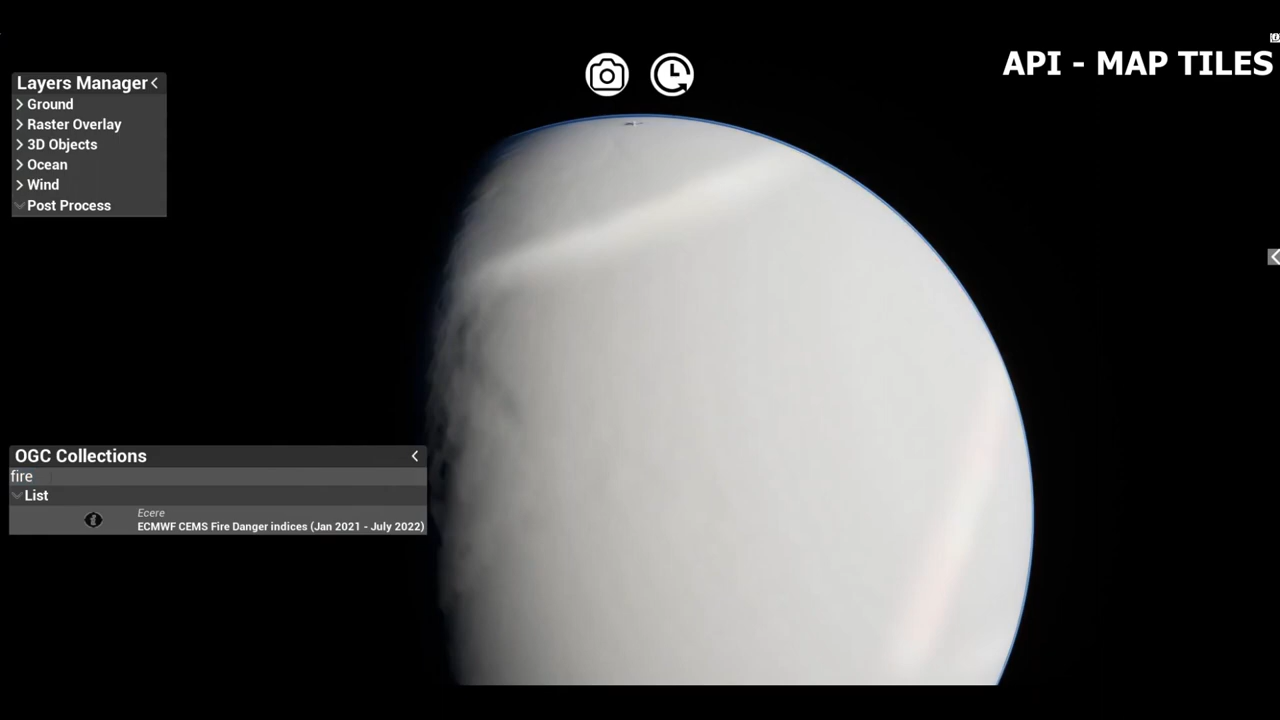 API - MAP TILES
Layers Manager
Ground
Raster Overlay
3D Objects
Ocean
Wind
Post Process
OGC Collections
fire
List
Ecere
ECMWF CEMS Fire Danger indices (Jan 2021 - July 2022)